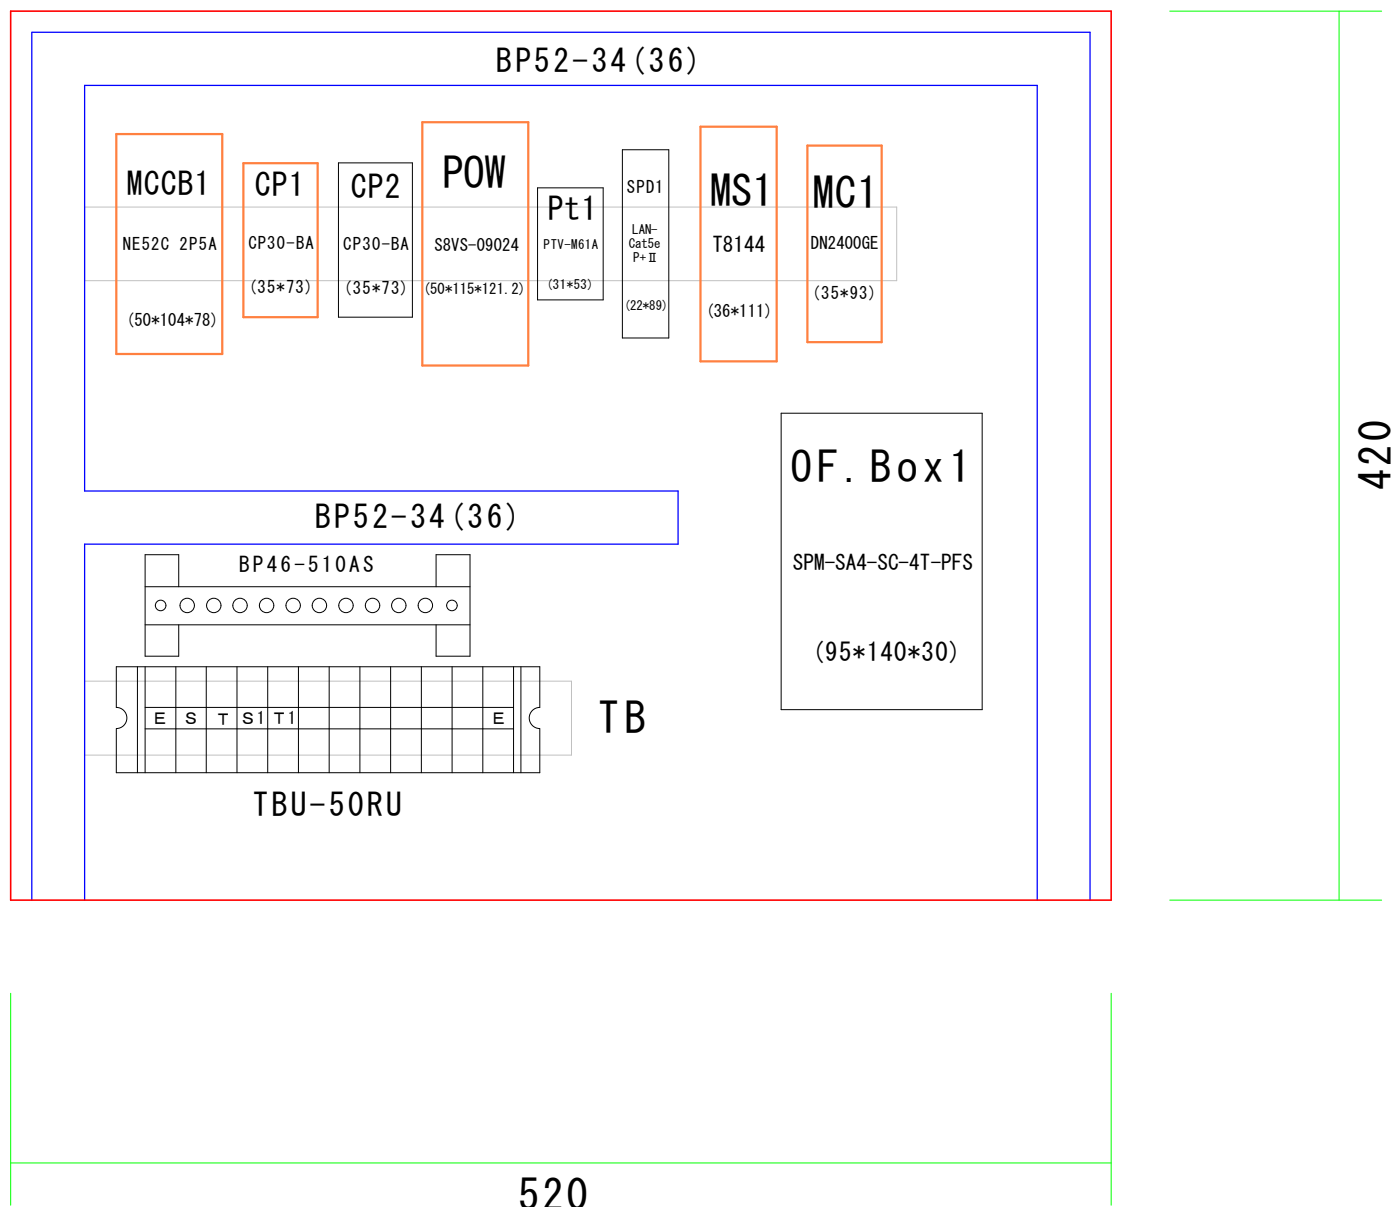 BP52-34(36)
MCCB1
NE52C 2P5A
(50*104*78)
CP1
CP30-BA
(35*73)
CP2
CP30-BA
(35*73)
POW
S8VS-09024
(50*115*121.2)
Pt1
PTV-M61A
(31*53)
SPD1
LAN-
Cat5e
P+Ⅱ
(22*89)
MS1
T8144
(36*111)
MC1
DN2400GE
(35*93)
OF.Box1
SPM-SA4-SC-4T-PFS
(95*140*30)
420
BP52-34(36)
BP46-510AS
E S T S1 T1 E
TB
TBU-50RU
520